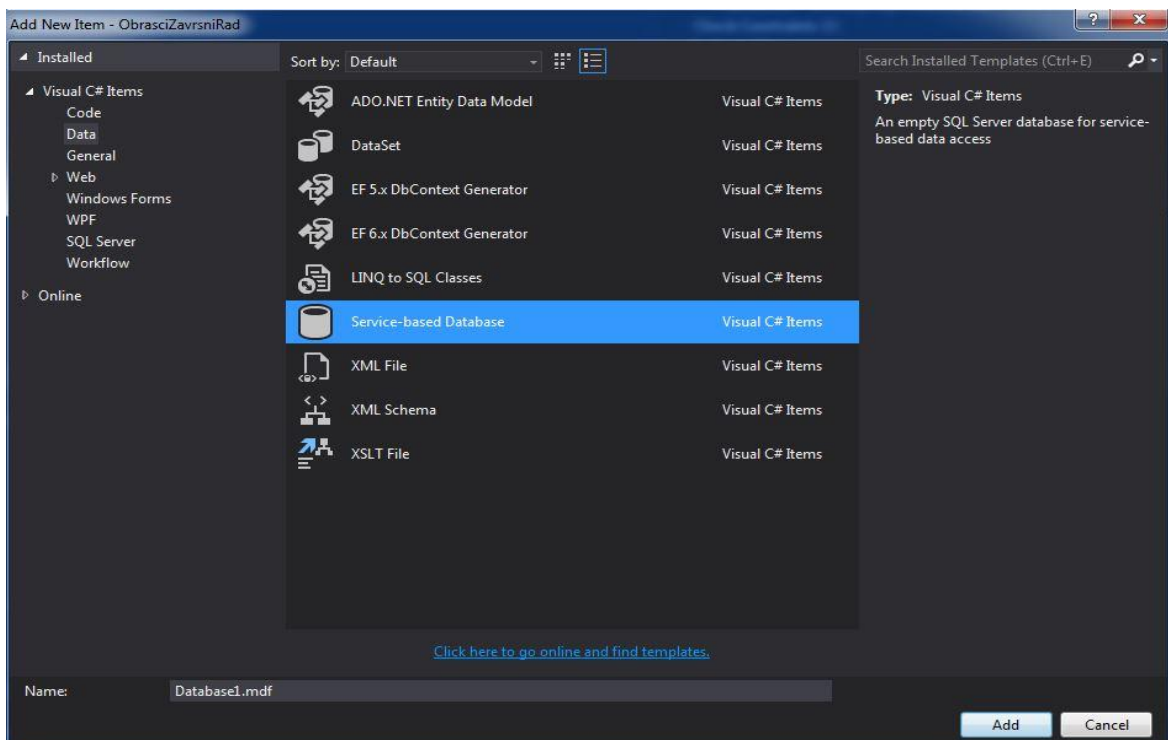 Add New Item - ObrasciZavrsniRad
Installed
Sort by: Default
Search Installed Templates (Ctrl+E)
Visual C# Items
Code
Data
General
Web
Windows Forms
WPF
SQL Server
Workflow
Online
ADO.NET Entity Data Model Visual C# Items
DataSet Visual C# Items
EF 5.x DbContext Generator Visual C# Items
EF 6.x DbContext Generator Visual C# Items
LINQ to SQL Classes Visual C# Items
Service-based Database Visual C# Items
XML File Visual C# Items
XML Schema Visual C# Items
XSLT File Visual C# Items
Type: Visual C# Items
An empty SQL Server database for service-
based data access
Click here to go online and find templates.
Name: Database1.mdf
Add Cancel